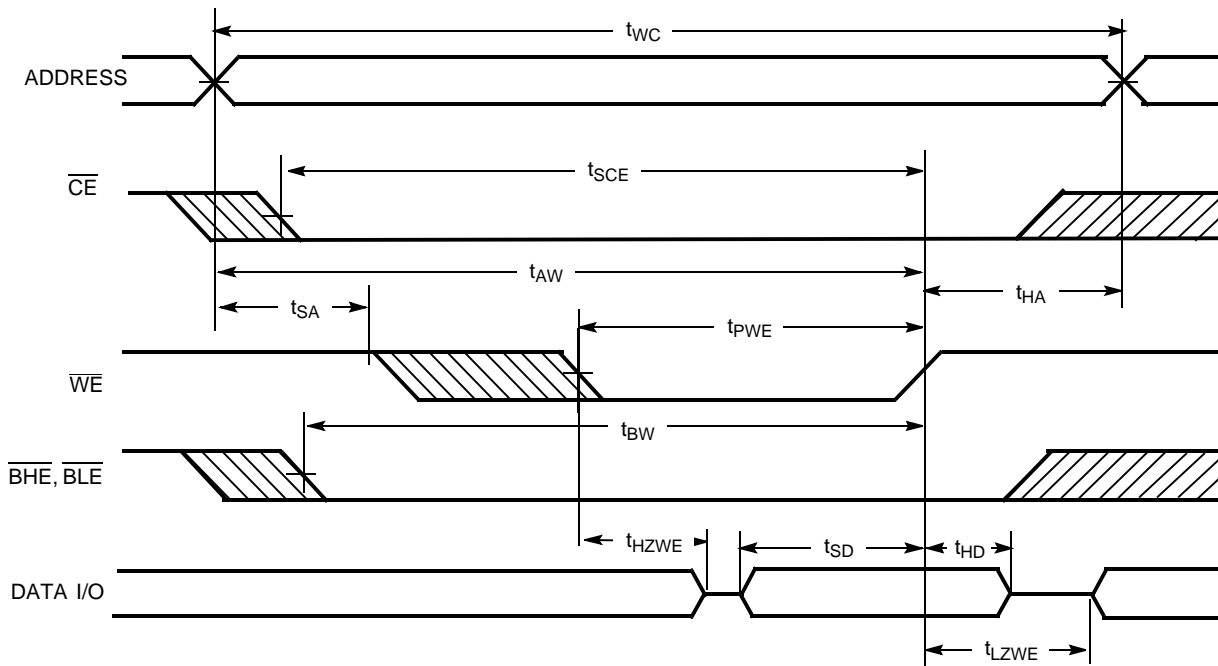 tWC
ADDRESS
tSCE
CE
tAW
tSA
tHA
tPWE
WE
tBW
BHE, BLE
tHZWE
tSD
tHD
DATA I/O
tLZWE